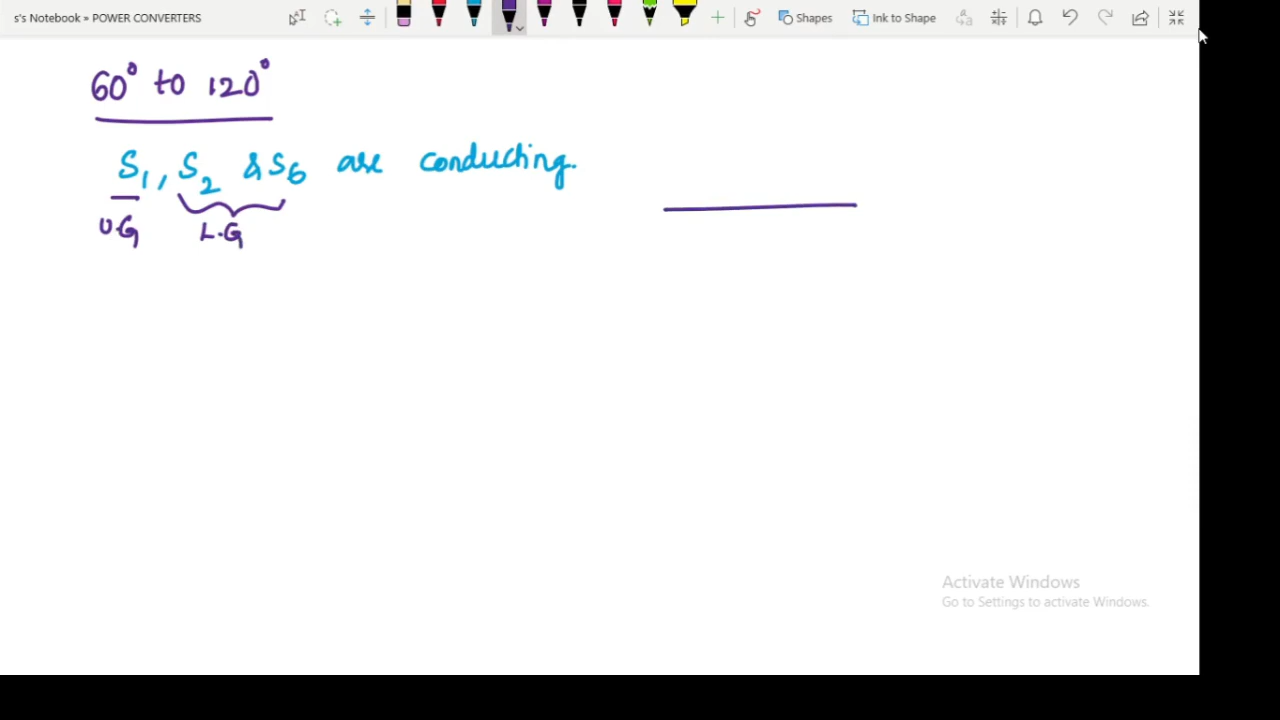 s's Notebook » POWER CONVERTERS
Shapes
Ink to Shape
60° to 120°
S1, S2 & S6 are conducting.
U.G
L.G
Activate Windows
Go to Settings to activate Windows.